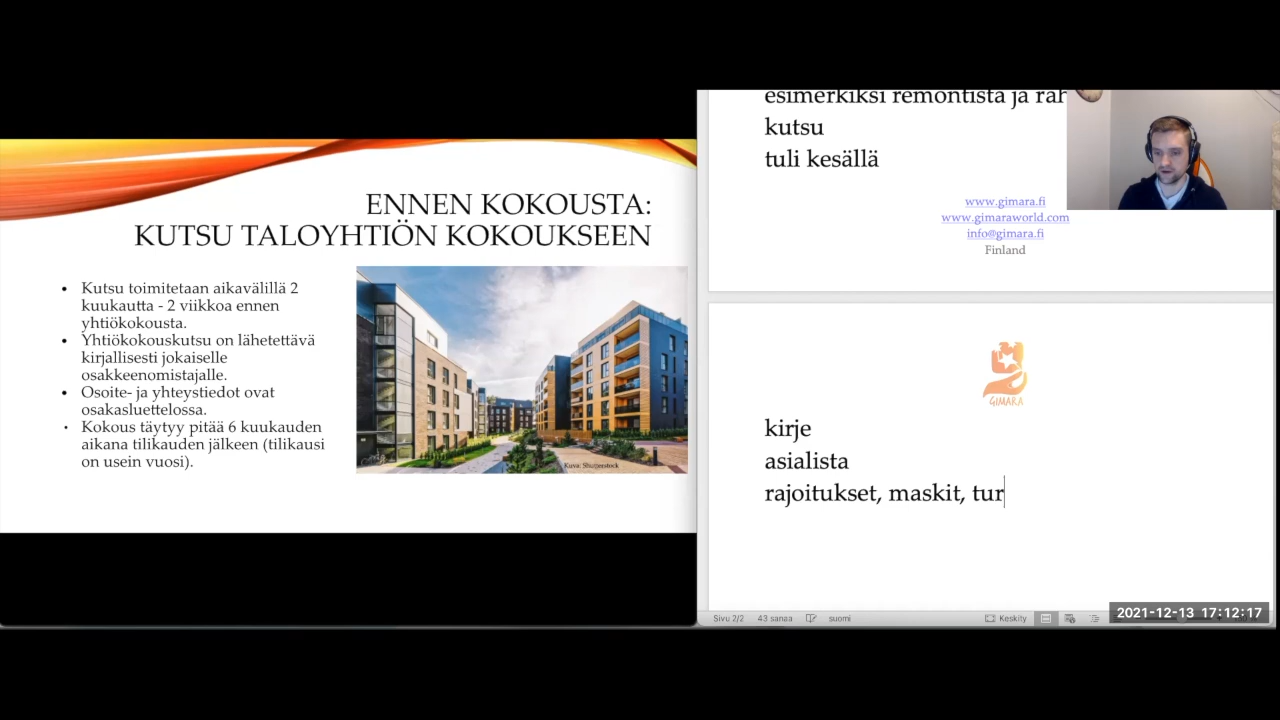 ENNEN KOKOUSTA:
KUTSU TALOYHTIÖN KOKOUKSEEN
• Kutsu toimitetaan aikavälillä 2
kuukautta - 2 viikkoa ennen
yhtiökokousta.
• Yhtiökokouskutsu on lähetettävä
kirjallisesti jokaiselle
osakkeenomistajalle.
• Osoite- ja yhteystiedot ovat
osakasluettelossa.
• Kokous täytyy pitää 6 kuukauden
aikana tilikauden jälkeen (tilikausi
on usein vuosi).
Kuva: Shutterstock
esimerkiksi remontista ja rah
kutsu
tuli kesällä
www.gimara.fi
www.gimaraworld.com
info@gimara.fi
Finland
GIMARA
kirje
asialista
rajoitukset, maskit, tur
Sivu 2/2 43 sanaa suomi Keskity
2021-12-13 17:12:17